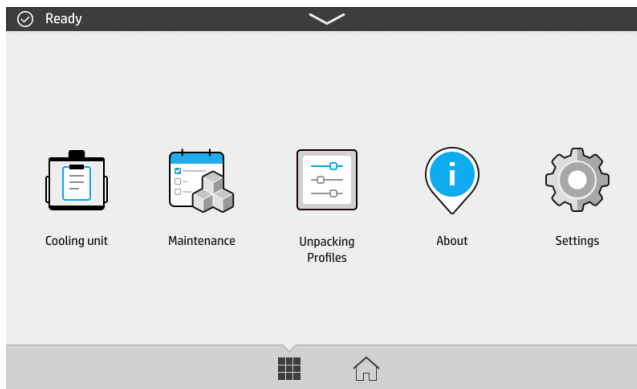 Ready
Cooling unit
Maintenance
Unpacking
Profiles
About
Settings